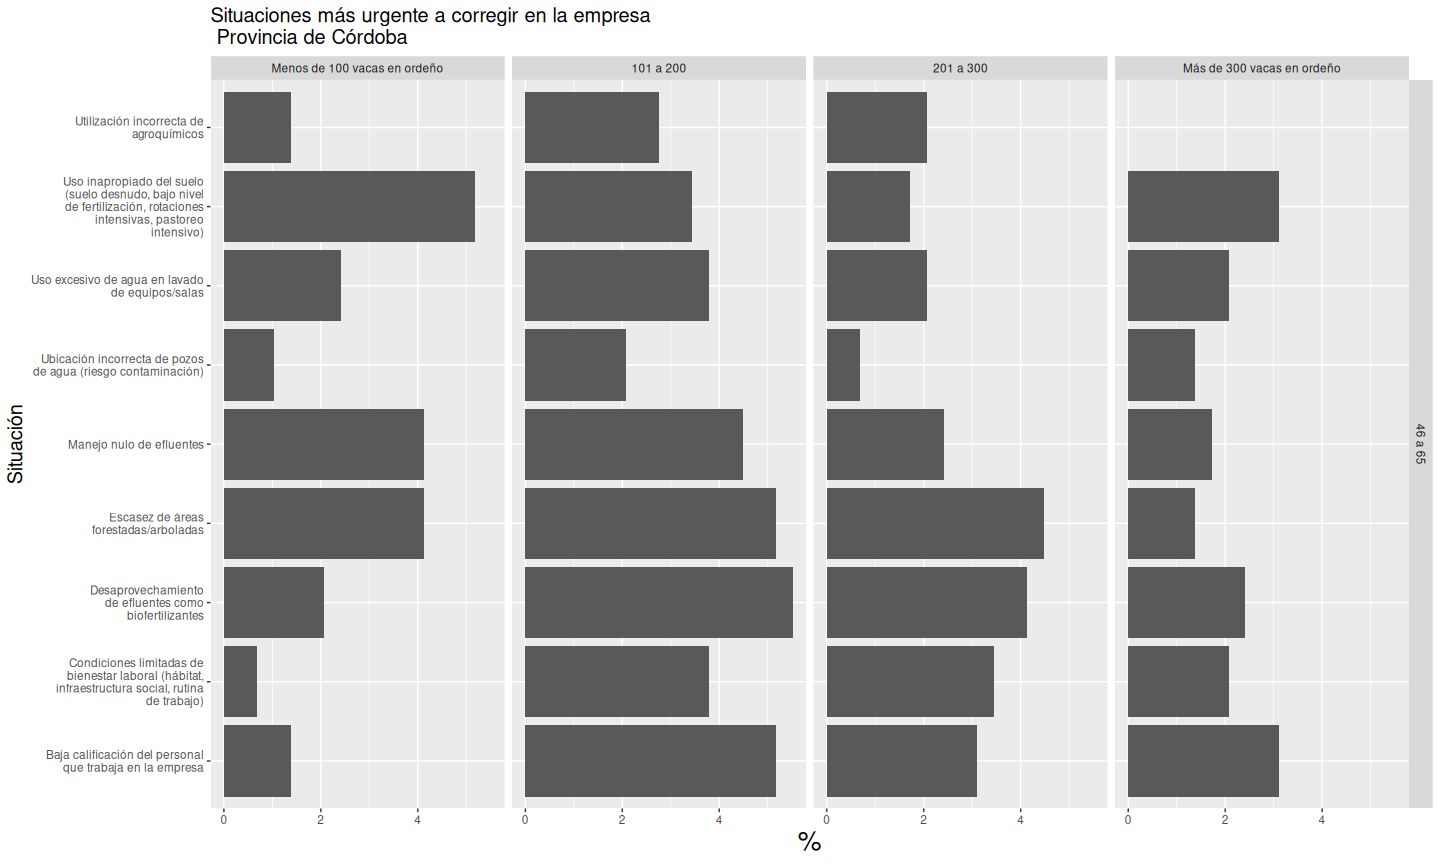 Situaciones más urgente a corregir en la empresa
Provincia de Córdoba
Menos de 100 vacas en ordeño
101 a 200
201 a 300
Más de 300 vacas en ordeño
Utilización incorrecta de
agroquímicos
Uso inapropiado del suelo
(suelo desnudo, bajo nivel
de fertilización, rotaciones
intensivas, pastoreo
intensivo)
Uso excesivo de agua en lavado
de equipos/salas
Ubicación incorrecta de pozos
de agua (riesgo contaminación)
Manejo nulo de efluentes
Escasez de áreas
forestadas/arboladas
Desaprovechamiento
de efluentes como
biofertilizantes
Condiciones limitadas de
bienestar laboral (hábitat,
infraestructura social, rutina
de trabajo)
Baja calificación del personal
que trabaja en la empresa
Situación
46 a 65
0 2 4
0 2 4
0 2 4
0 2 4
%